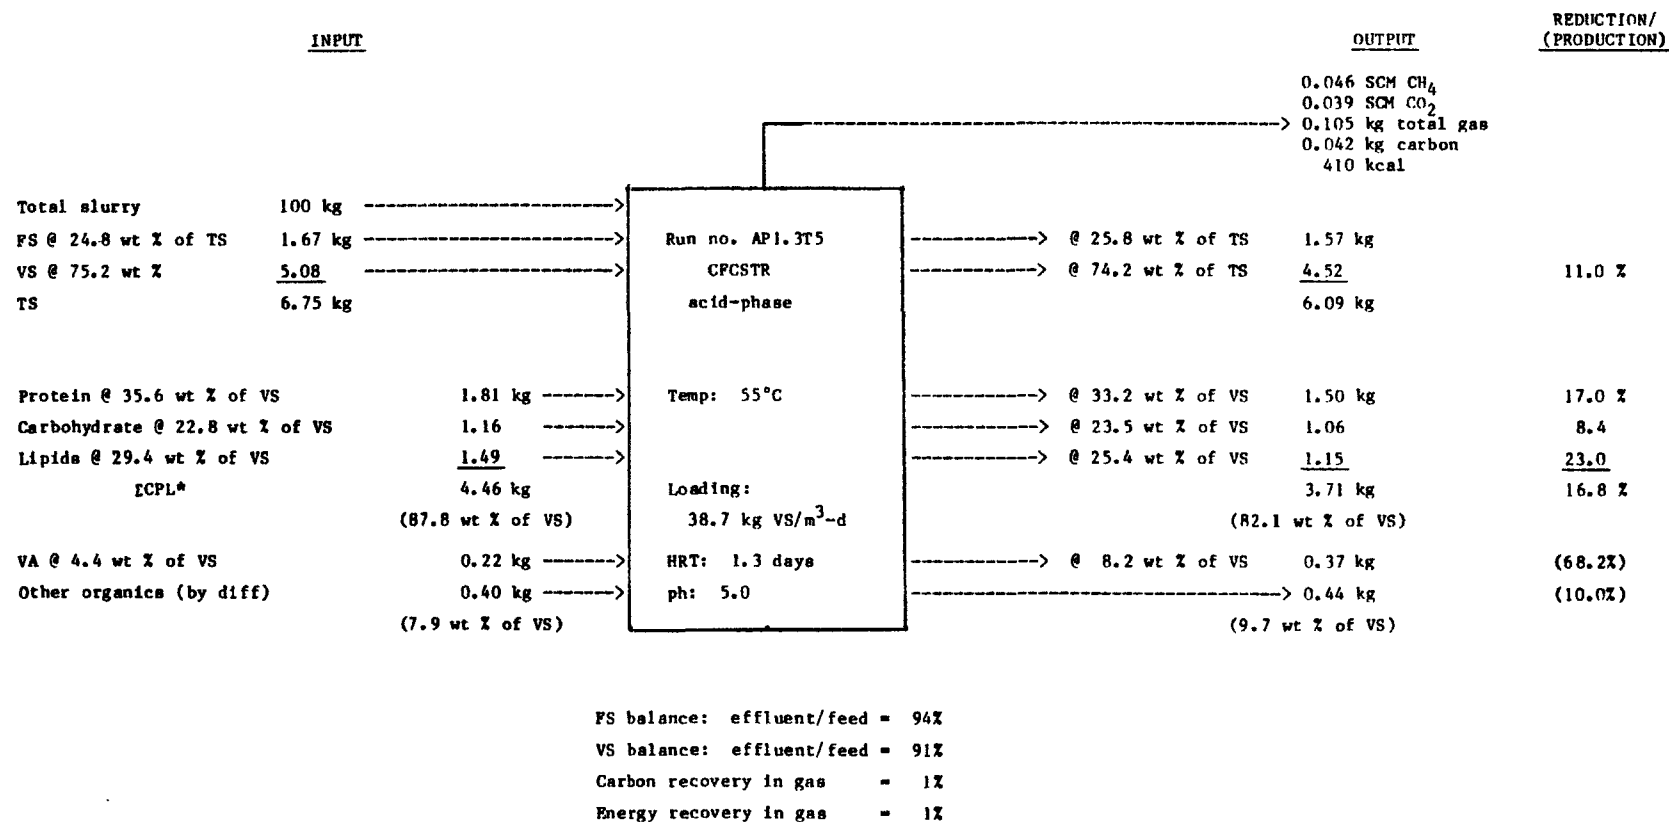 INPUT OUTPUT REDUCTION/
(PRODUCTION)
0.046 SCM CH4
0.039 SCM CO2
0.105 kg total gas
0.042 kg carbon
410 kcal
Total slurry 100 kg
FS @ 24.8 wt % of TS 1.67 kg Run no. AP1.3T5 @ 25.8 wt % of TS 1.57 kg
VS @ 75.2 wt % 5.08 CFCSTR @ 74.2 wt % of TS 4.52 11.0 %
TS 6.75 kg acid-phase 6.09 kg
Protein @ 35.6 wt % of VS 1.81 kg Temp: 55°C @ 33.2 wt % of VS 1.50 kg 17.0 %
Carbohydrate @ 22.8 wt % of VS 1.16 @ 23.5 wt % of VS 1.06 8.4
Lipids @ 29.4 wt % of VS 1.49 @ 25.4 wt % of VS 1.15 23.0
ΣCPL* 4.46 kg Loading: 3.71 kg 16.8 %
(87.8 wt % of VS) 38.7 kg VS/m3-d (82.1 wt % of VS)
VA @ 4.4 wt % of VS 0.22 kg HRT: 1.3 days @ 8.2 wt % of VS 0.37 kg (68.2%)
Other organics (by diff) 0.40 kg ph: 5.0 0.44 kg (10.0%)
(7.9 wt % of VS) (9.7 wt % of VS)
FS balance: effluent/feed = 94%
VS balance: effluent/feed = 91%
Carbon recovery in gas = 1%
Energy recovery in gas = 1%